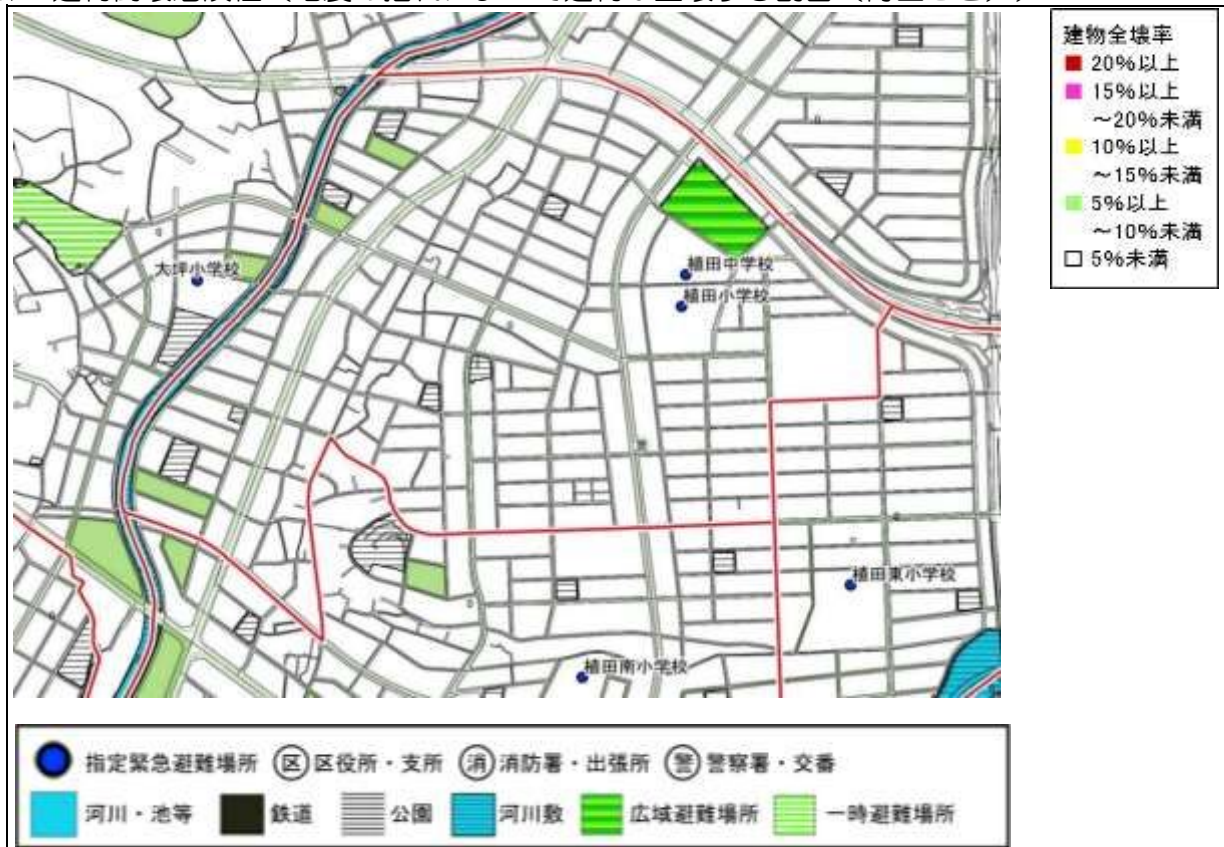 建物全壊率
20%以上
15%以上
～20%未満
10%以上
～15%未満
5%以上
～10%未満
5%未満
植田中学校
大坪小学校
植田小学校
植田東小学校
植田南小学校
指定緊急避難場所 区 区役所・支所 消 消防署・出張所 警 警察署・交番
河川・池等 鉄道 公園 河川敷 広域避難場所 一時避難場所